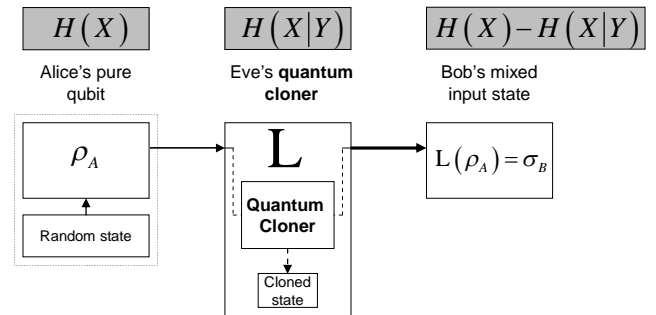 H(X)
H(X|Y)
H(X)−H(X|Y)
Alice's pure
qubit
Eve's quantum
cloner
Bob's mixed
input state
ρ_A
Random state
L
Quantum
Cloner
Cloned
state
L(ρ_A)=σ_B